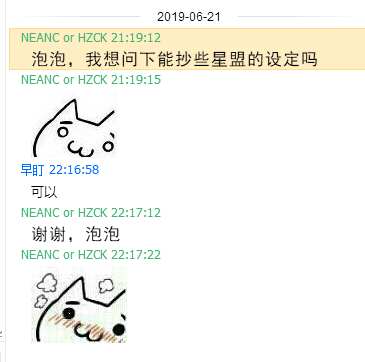 2019-06-21
NEANC or HZCK 21:19:12
泡泡，我想问下能抄些星盟的设定吗
NEANC or HZCK 21:19:15
早盯 22:16:58
可以
NEANC or HZCK 22:17:12
谢谢，泡泡
NEANC or HZCK 22:17:22